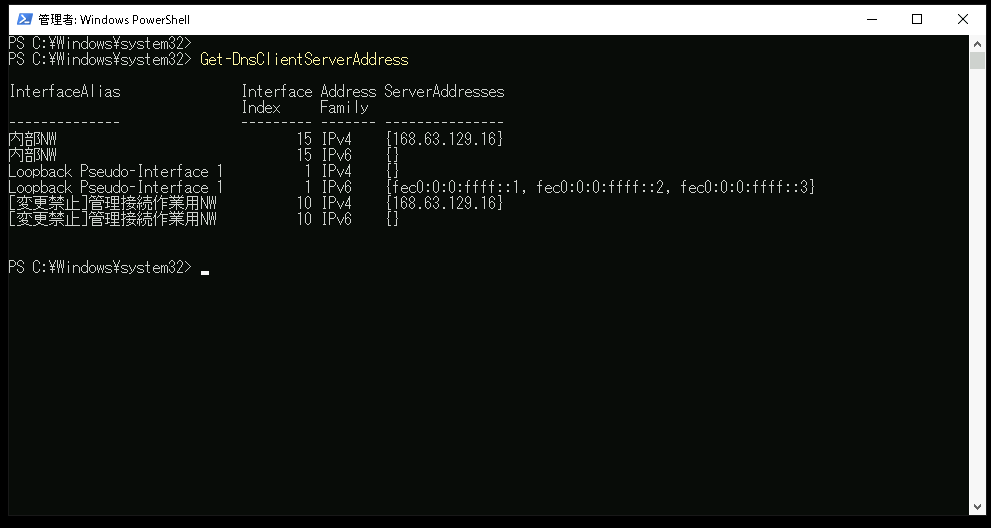 管理者: Windows PowerShell
PS C:¥Windows¥system32>
PS C:¥Windows¥system32> Get-DnsClientServerAddress
InterfaceAlias Interface Address ServerAddresses
Index Family
-------------- --------- ------- ---------------
内部NW 15 IPv4 {168.63.129.16}
内部NW 15 IPv6 {}
Loopback Pseudo-Interface 1 1 IPv4 {}
Loopback Pseudo-Interface 1 1 IPv6 {fec0:0:0:ffff::1, fec0:0:0:ffff::2, fec0:0:0:ffff::3}
[変更禁止]管理接続作業用NW 10 IPv4 {168.63.129.16}
[変更禁止]管理接続作業用NW 10 IPv6 {}
PS C:¥Windows¥system32>